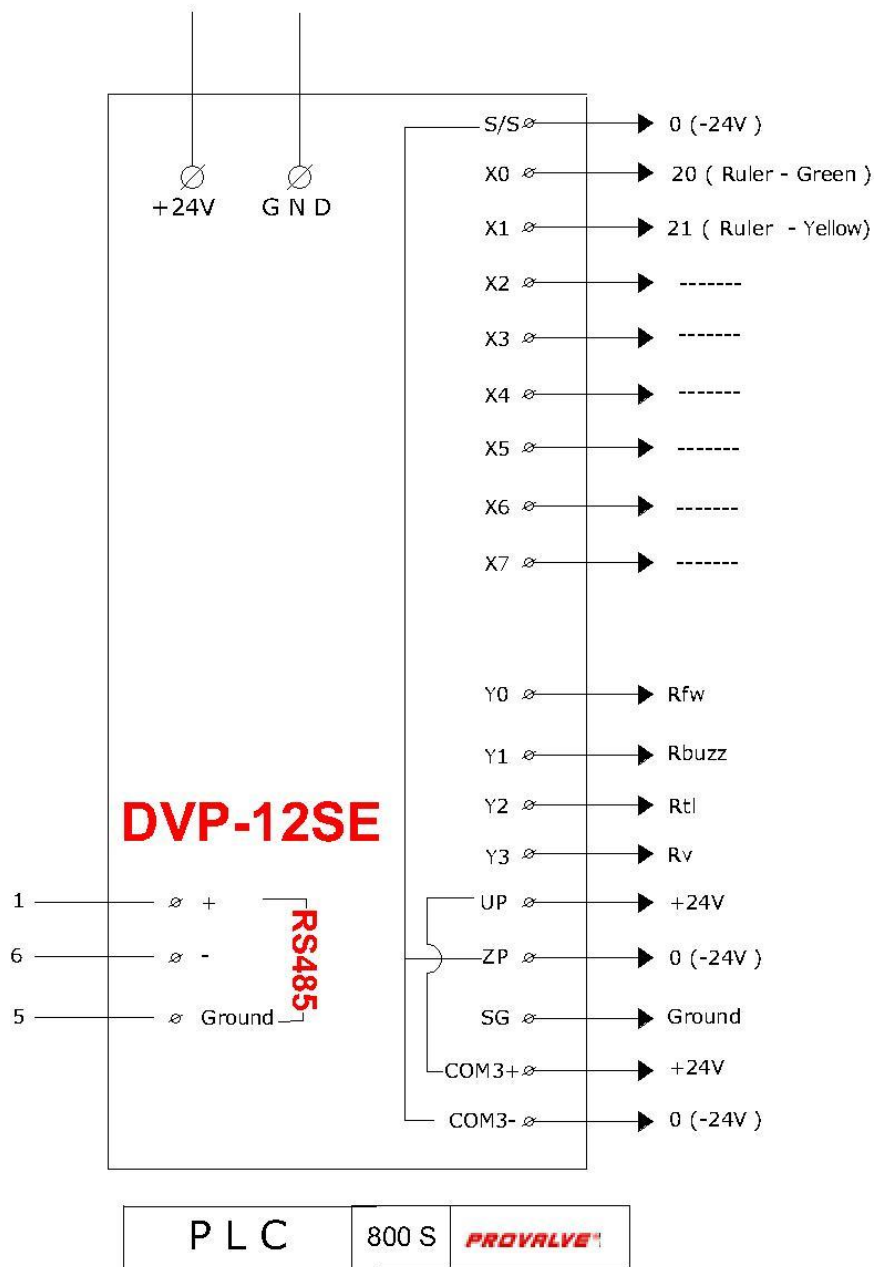 S/S 0 (-24V )
+24V G N D
X0 20 ( Ruler - Green )
X1 21 ( Ruler - Yellow)
X2 -------
X3 -------
X4 -------
X5 -------
X6 -------
X7 -------
Y0 Rfw
Y1 Rbuzz
DVP-12SE
Y2 Rtl
Y3 Rv
1 +
RS485
UP +24V
6 -
ZP 0 (-24V )
5 Ground
SG Ground
COM3+ +24V
COM3- 0 (-24V )
P L C 800 S PROVALVE